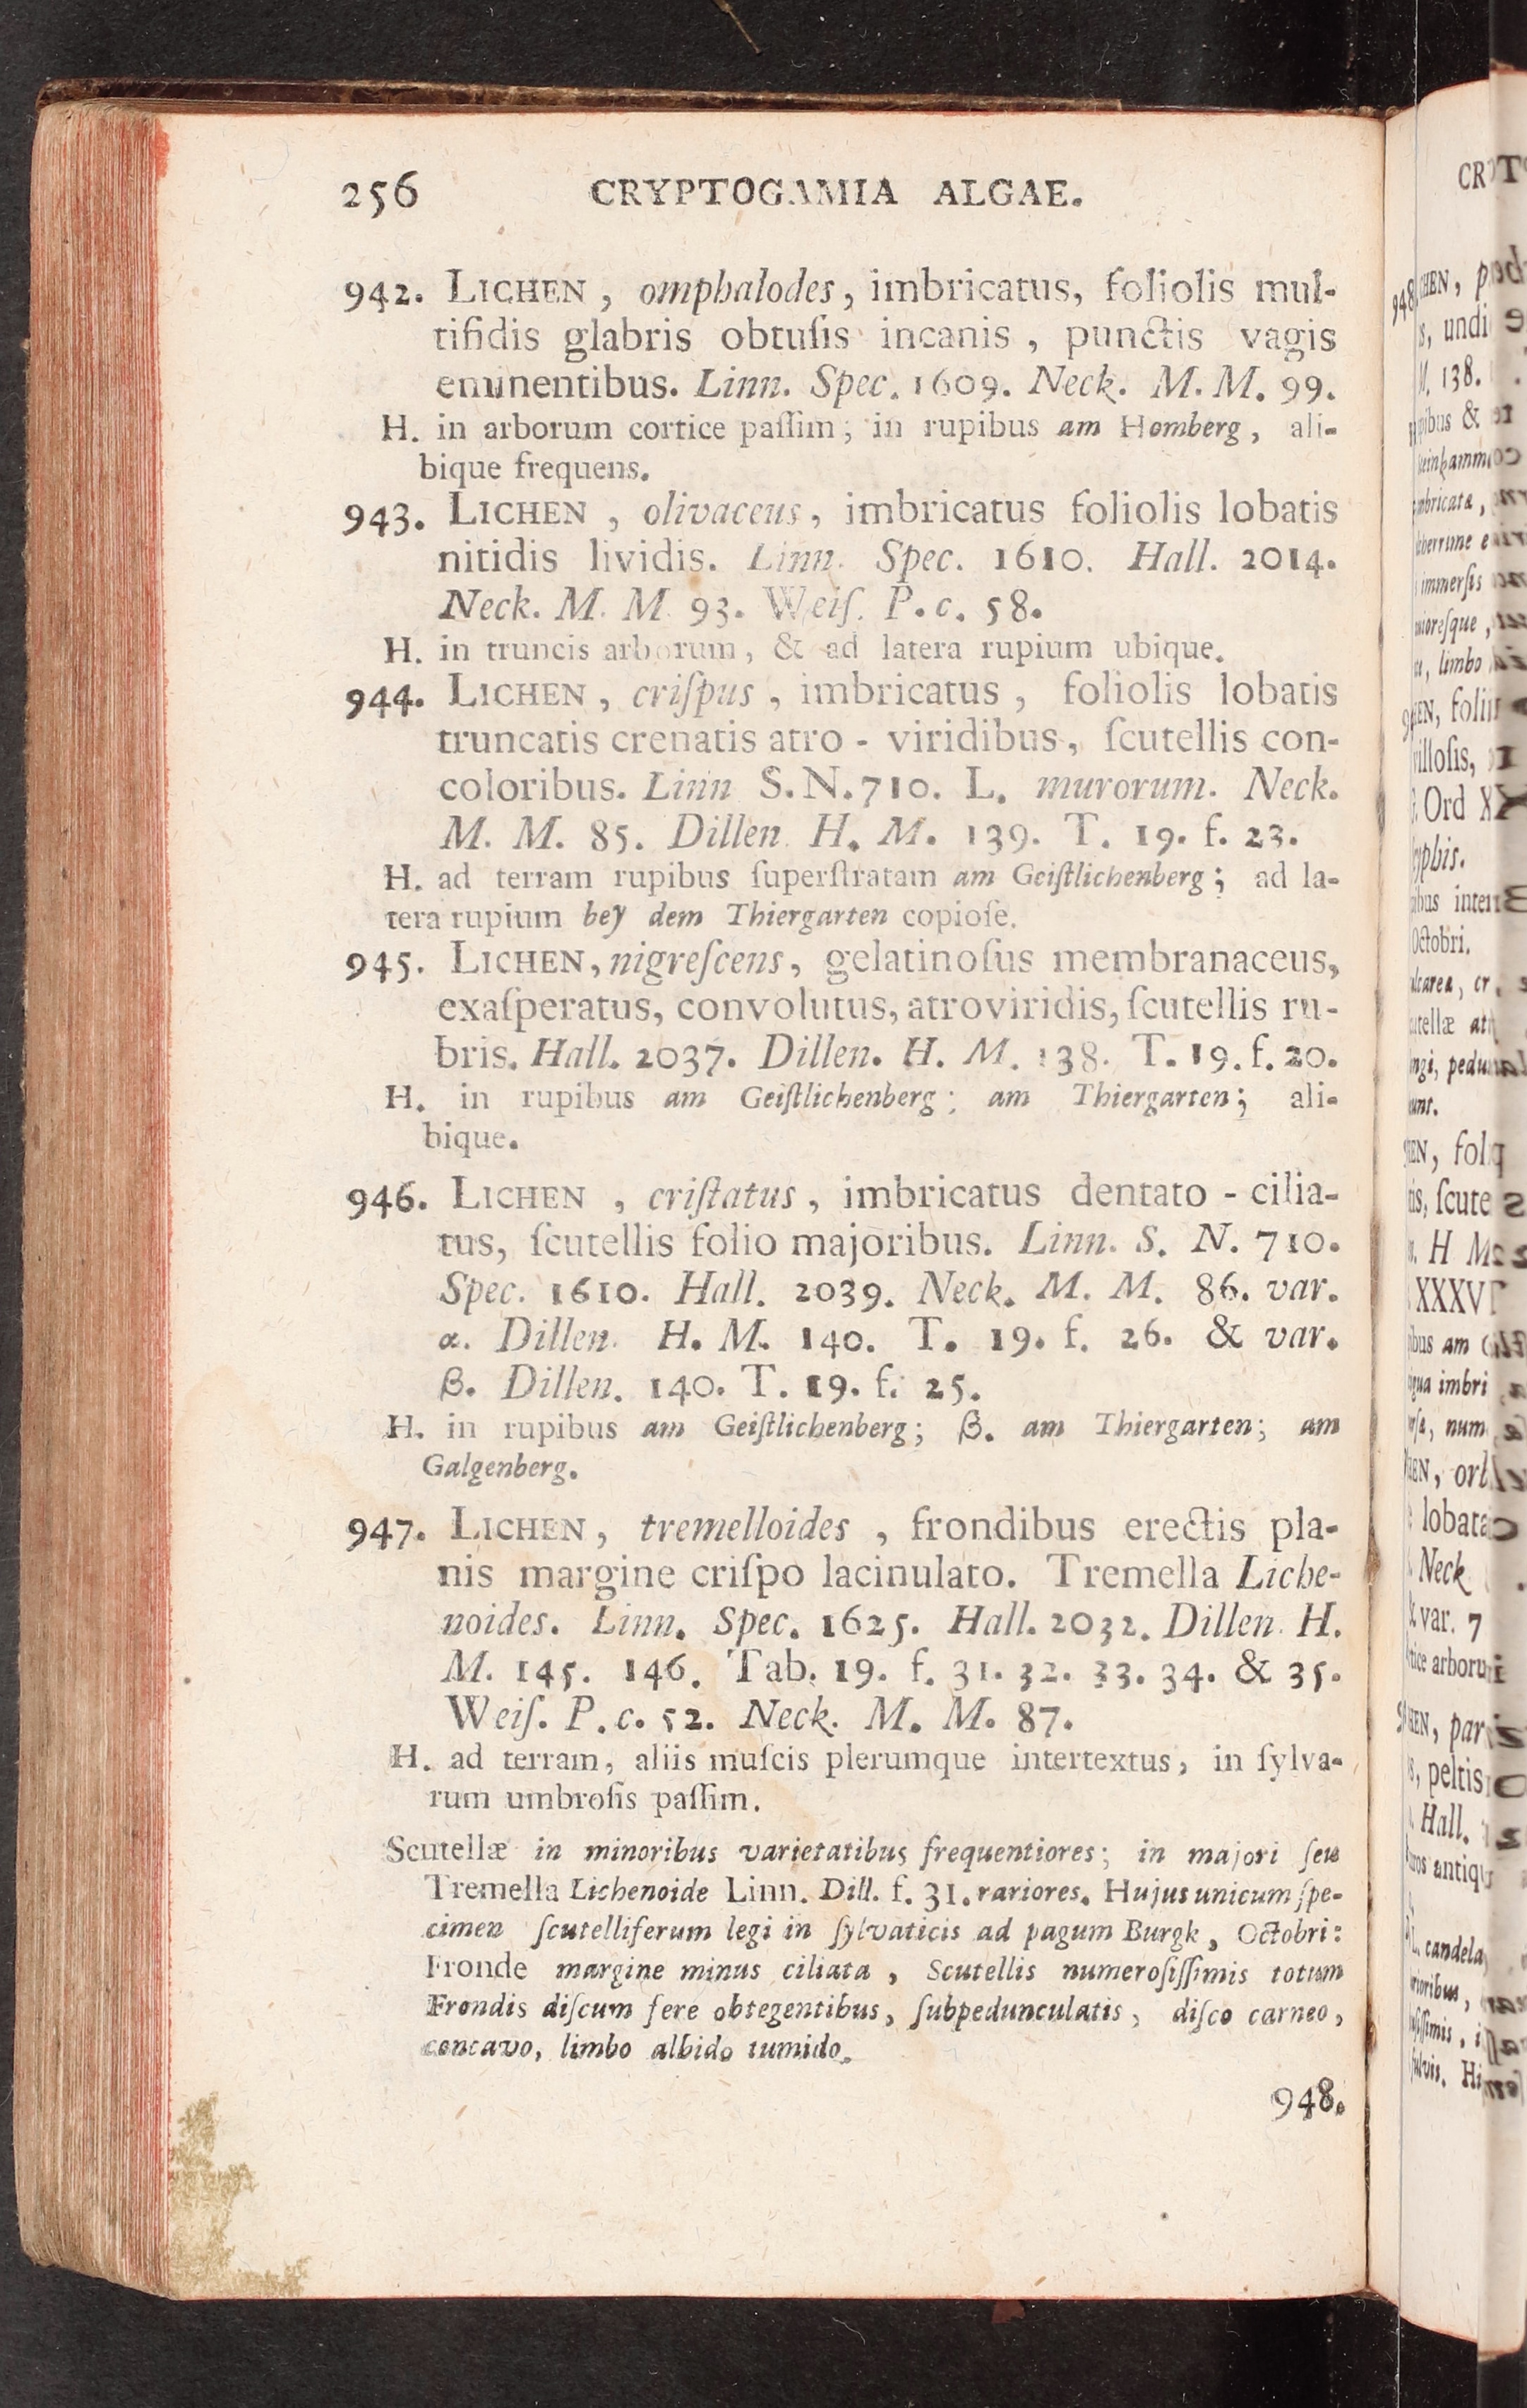 256 CRYPTOGAMIA ALGAE.
942. LICHEN, omphalodes, imbricatus, foliolis mul-
tifidis glabris obtuſis incanis, punctis vagis
eminentibus. Linn. Spec. 1609. Neck. M. M. 99.
H. in arborum cortice paſſim; in rupibus am Homberg, ali-
bique frequens.
943. LICHEN, olivaceus, imbricatus foliolis lobatis
nitidis lividis. Linn. Spec. 1610. Hall. 2014.
Neck. M. M. 93. Weiſ. P. c. 58.
H. in truncis arborum, & ad latera rupium ubique.
944. LICHEN, criſpus, imbricatus, foliolis lobatis
truncatis crenatis atro-viridibus, ſcutellis con-
coloribus. Linn S. N. 710. L. murorum. Neck.
M. M. 85. Dillen. H. M. 139. T. 19. f. 23.
H. ad terram rupibus ſuperſtratam am Geiſtlichenberg; ad la-
tera rupium bey dem Thiergarten copioſe.
945. LICHEN, nigreſcens, gelatinoſus membranaceus,
exaſperatus, convolutus, atroviridis, ſcutellis ru-
bris. Hall. 2037. Dillen. H. M. 138. T. 19. f. 20.
H. in rupibus am Geiſtlichenberg; am Thiergarten; ali-
bique.
946. LICHEN, criſtatus, imbricatus dentato-cilia-
tus, ſcutellis folio majoribus. Linn. S. N. 710.
Spec. 1610. Hall. 2039. Neck. M. M. 86. var.
α. Dillen. H. M. 140. T. 19. f. 26. & var.
β. Dillen. 140. T. 19. f. 25.
H. in rupibus am Geiſtlichenberg; β. am Thiergarten; am
Galgenberg.
947. LICHEN, tremelloides, frondibus erectis pla-
nis margine criſpo lacinulato. Tremella Liche-
noides. Linn. Spec. 1625. Hall. 2032. Dillen. H.
M. 145. 146. Tab. 19. f. 31. 32. 33. 34. & 35.
Weiſ. P. c. 52. Neck. M. M. 87.
H. ad terram, aliis muſcis plerumque intertextus, in ſylva-
rum umbroſis paſſim.
Scutellæ in minoribus varietatibus frequentiores; in majori ſeu
Tremella Lichenoide Linn. Dill. f. 31. rariores. Hujus unicum ſpe-
cimen ſcutelliferum legi in ſylvaticis ad pagum Burgk, Octobri:
Fronde margine minus ciliata, Scutellis numeroſiſſimis totum
Frondis diſcum fere obtegentibus, ſubpedunculatis, diſco carneo,
concavo, limbo albido tumido.
948.